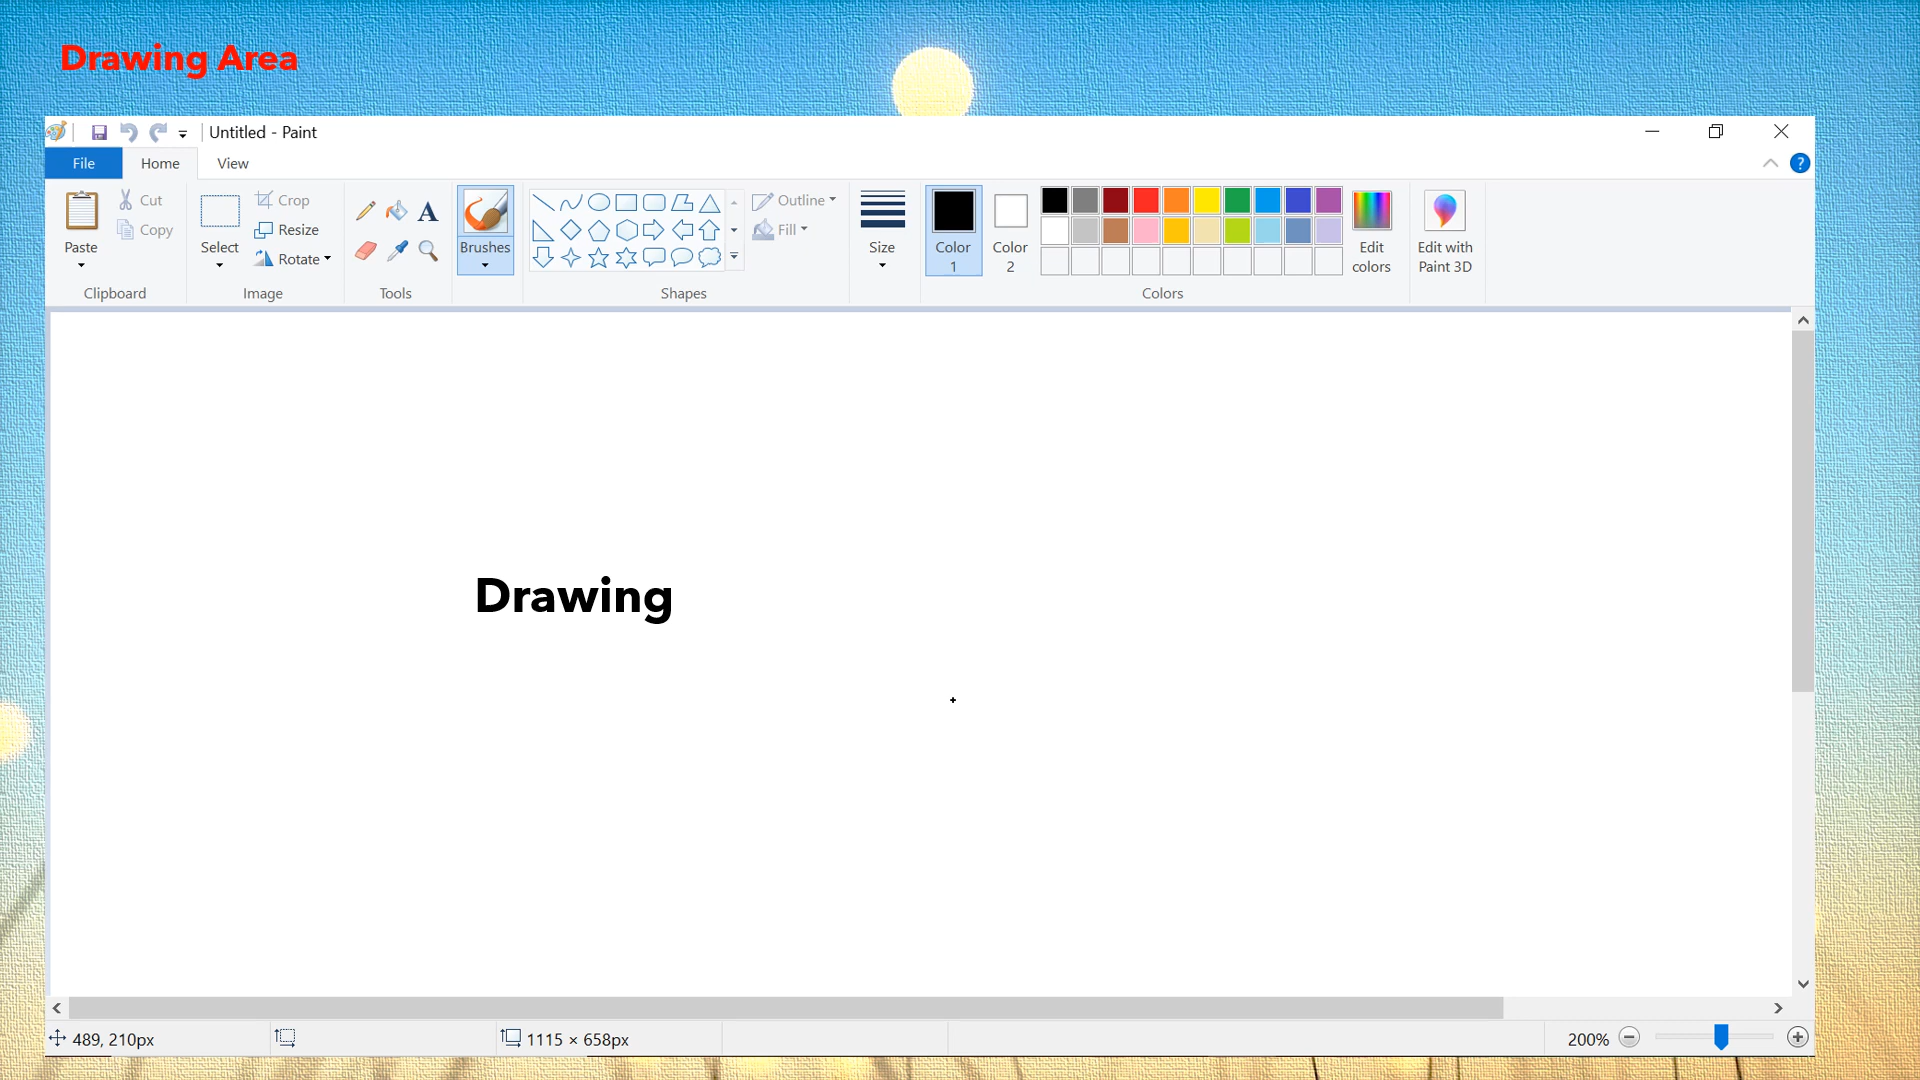 Drawing Area
Untitled - Paint
File Home View
Paste
Cut
Copy
Clipboard
Select
Crop
Resize
Rotate
Image
A
Tools
Brushes
Outline
Fill
Shapes
Size
Color 1
Color 2
Edit colors
Colors
Edit with Paint 3D
Drawing
489, 210px
1115 × 658px
200%